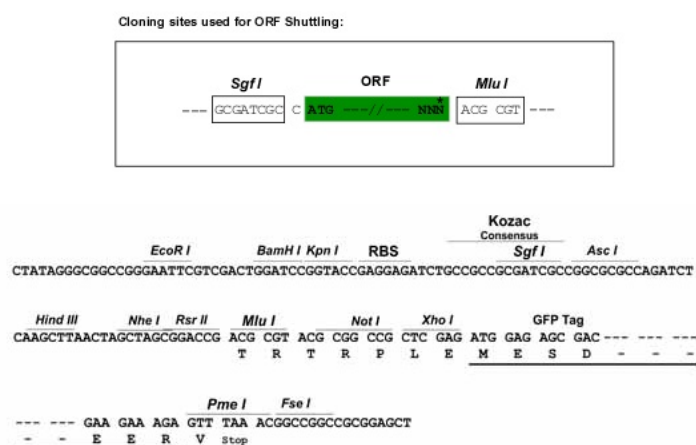 Cloning sites used for ORF Shuttling:
Sgf I ORF Mlu I
--- GCGATCGC C ATG ---//--- NNN* ACG CGT ---
Kozac
Consensus
EcoR I BamH I Kpn I RBS Sgf I Asc I
CTATAGGGCGGCCGGGAATTCGTCGACTGGATCCGGTACCGAGGAGATCTGCCGCCGCGATCGCCGGCGCGCCAGATCT
Hind III Nhe I Rsr II Mlu I Not I Xho I GFP Tag
CAAGCTTAACTAGCTAGCGGACCG ACG CGT ACG CGG CCG CTC GAG ATG GAG AGC GAC--- --- ---
T R T R P L E M E S D - - -
--- --- GAA GAA AGA GTT TAA ACGGCCGGCCGCGGAGCT
Pme I Fse I
- - E E R V Stop